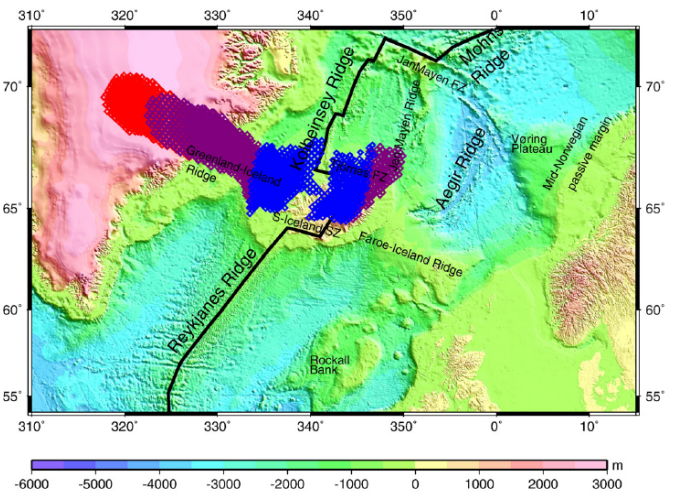 310˚ 320˚ 330˚ 340˚ 350˚ 0˚ 10˚
Mohns
Ridge
JanMayen FZ
70˚ 70˚
Kolbeinsey Ridge
Jan Mayen Ridge
Aegir Ridge
Vøring
Plateau
Mid-Norwegian
passive margin
Greenland-Iceland
Ridge
FZ
65˚ 65˚
S-Iceland SZ
Faroe-Iceland Ridge
Reykjanes Ridge
60˚ 60˚
Rockall
Bank
55˚ 55˚
310˚ 320˚ 330˚ 340˚ 350˚ 0˚ 10˚
m
-6000 -5000 -4000 -3000 -2000 -1000 0 1000 2000 3000